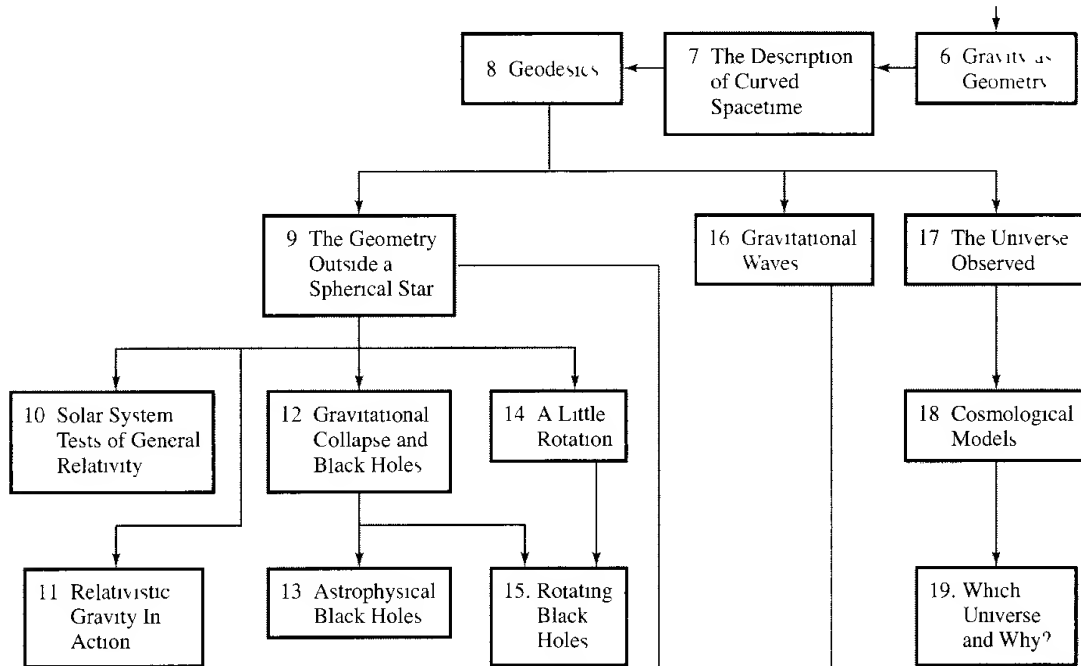 8 Geodesics
7 The Description
of Curved
Spacetime
6 Gravity as
Geometry
9 The Geometry
Outside a
Spherical Star
16 Gravitational
Waves
17 The Universe
Observed
10 Solar System
Tests of General
Relativity
12 Gravitational
Collapse and
Black Holes
14 A Little
Rotation
18 Cosmological
Models
11 Relativistic
Gravity In
Action
13 Astrophysical
Black Holes
15. Rotating
Black
Holes
19. Which
Universe
and Why?